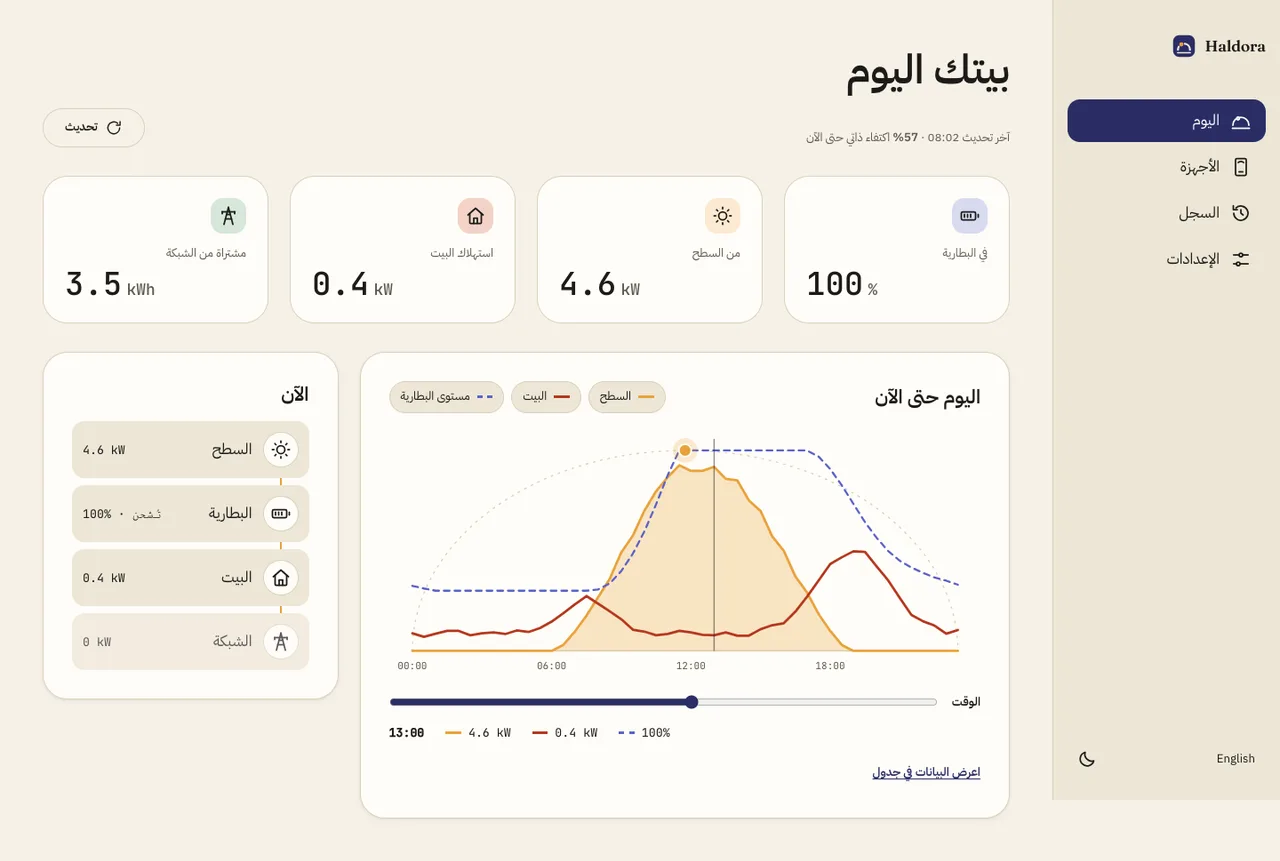 Haldora
اليوم
الأجهزة
السجل
الإعدادات
English
بيتك اليوم
آخر تحديث 08:02 · 57% اكتفاء ذاتي حتى الآن
تحديث
في البطارية
100 %
من السطح
4.6 kW
استهلاك البيت
0.4 kW
مشتراة من الشبكة
3.5 kWh
اليوم حتى الآن
السطح
البيت
مستوى البطارية
00:00 06:00 12:00 18:00
الوقت
13:00 4.6 kW 0.4 kW 100%
اعرض البيانات في جدول
الآن
السطح 4.6 kW
البطارية تُشحن · 100%
البيت 0.4 kW
الشبكة 0 kW